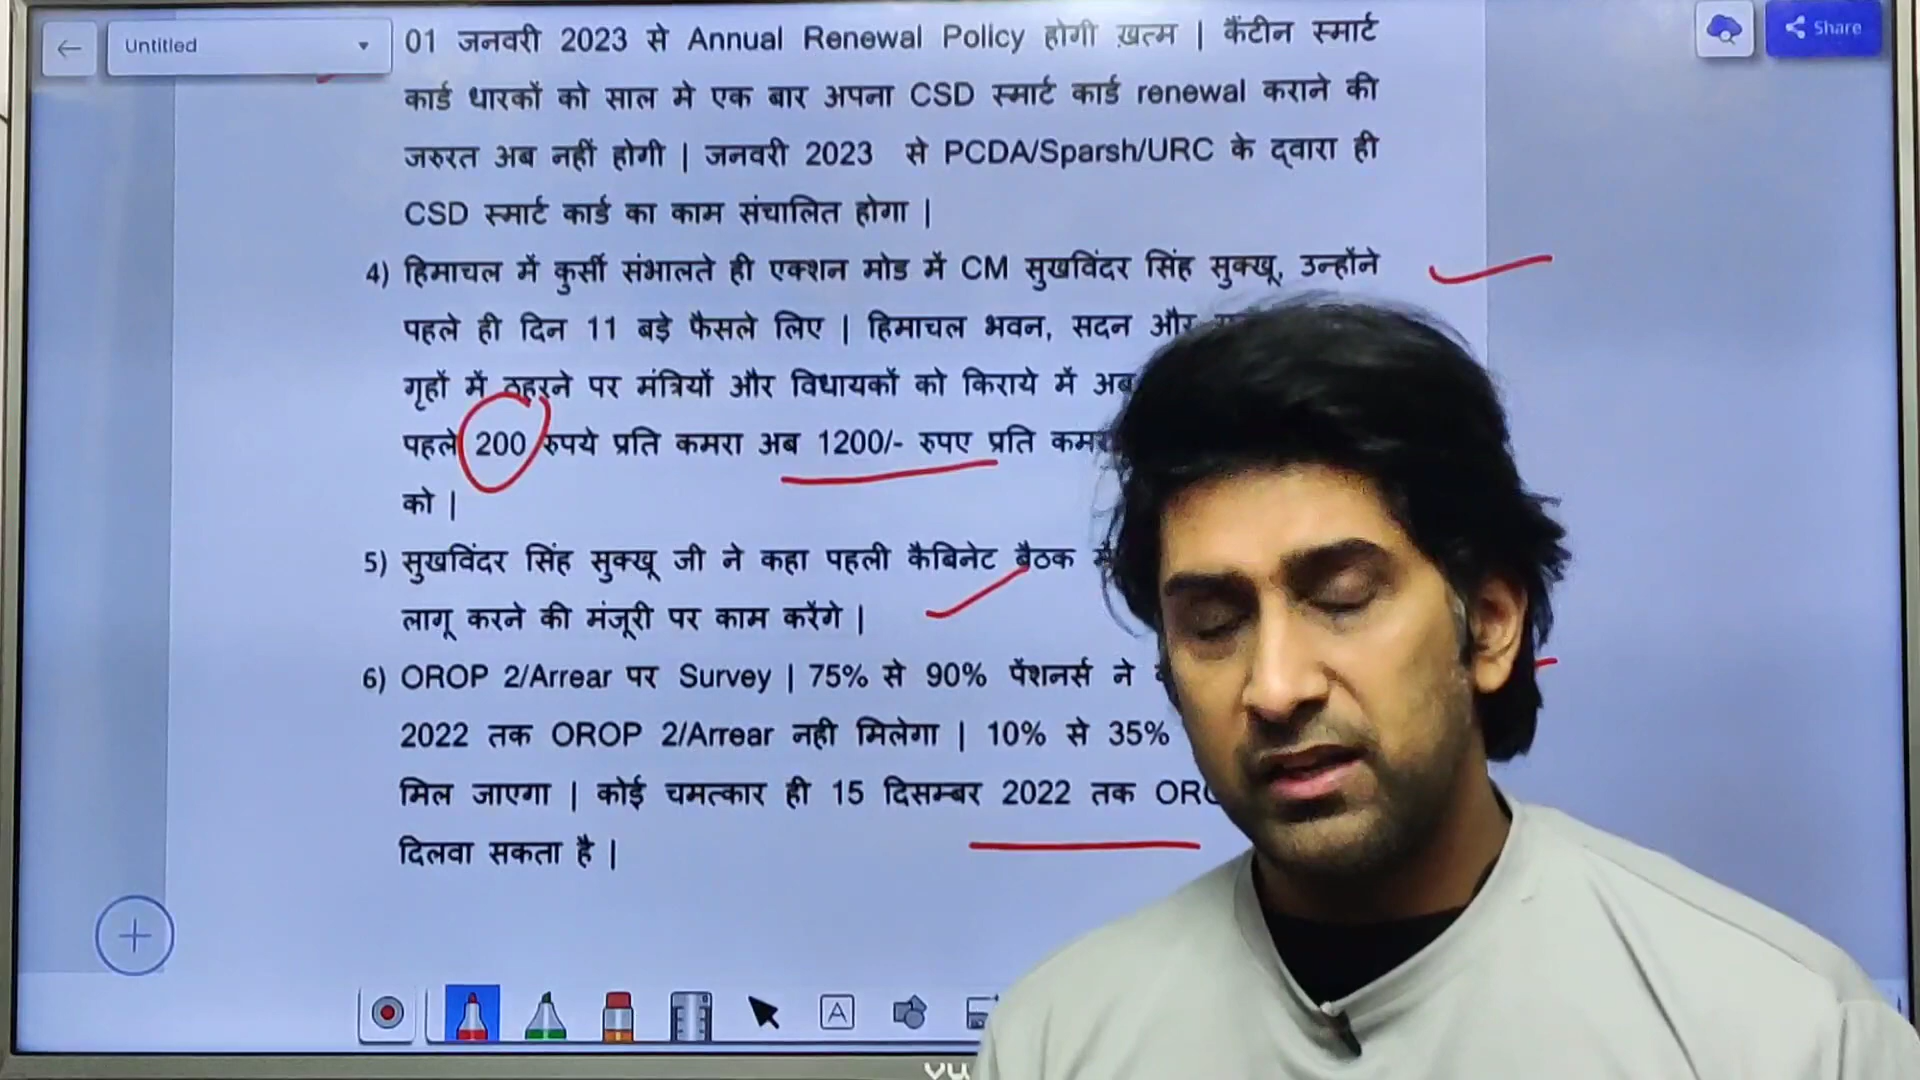 Untitled
Share
01 जनवरी 2023 से Annual Renewal Policy होगी ख़त्म | कैंटीन स्मार्ट
कार्ड धारकों को साल मे एक बार अपना CSD स्मार्ट कार्ड renewal कराने की
जरुरत अब नहीं होगी | जनवरी 2023 से PCDA/Sparsh/URC के द्वारा ही
CSD स्मार्ट कार्ड का काम संचालित होगा |
4) हिमाचल में कुर्सी संभालते ही एक्शन मोड में CM सुखविंदर सिंह सुक्खू, उन्होंने
पहले ही दिन 11 बड़े फैसले लिए | हिमाचल भवन, सदन और
गृहों में ठहरने पर मंत्रियों और विधायकों को किराये में अब
पहले 200 रुपये प्रति कमरा अब 1200/- रुपए प्रति
को |
5) सुखविंदर सिंह सुक्खू जी ने कहा पहली कैबिनेट बैठक
लागू करने की मंजूरी पर काम करेंगे |
6) OROP 2/Arrear पर Survey | 75% से 90% पेंशनर्स ने
2022 तक OROP 2/Arrear नही मिलेगा | 10% से 35%
मिल जाएगा | कोई चमत्कार ही 15 दिसम्बर 2022 तक
दिलवा सकता है |
A